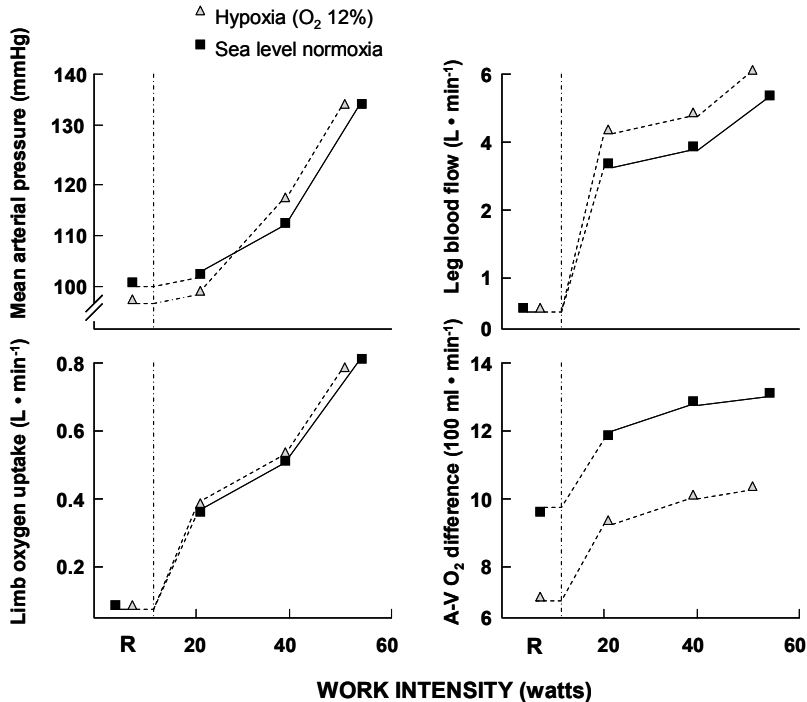 Hypoxia (O₂ 12%)
Sea level normoxia
Mean arterial pressure (mmHg)
140
130
120
110
100
Leg blood flow (L • min⁻¹)
6
4
2
1
0
Limb oxygen uptake (L • min⁻¹)
0.8
0.6
0.4
0.2
R
20
40
60
A-V O₂ difference (100 ml • min⁻¹)
14
12
10
8
6
R
20
40
60
WORK INTENSITY (watts)